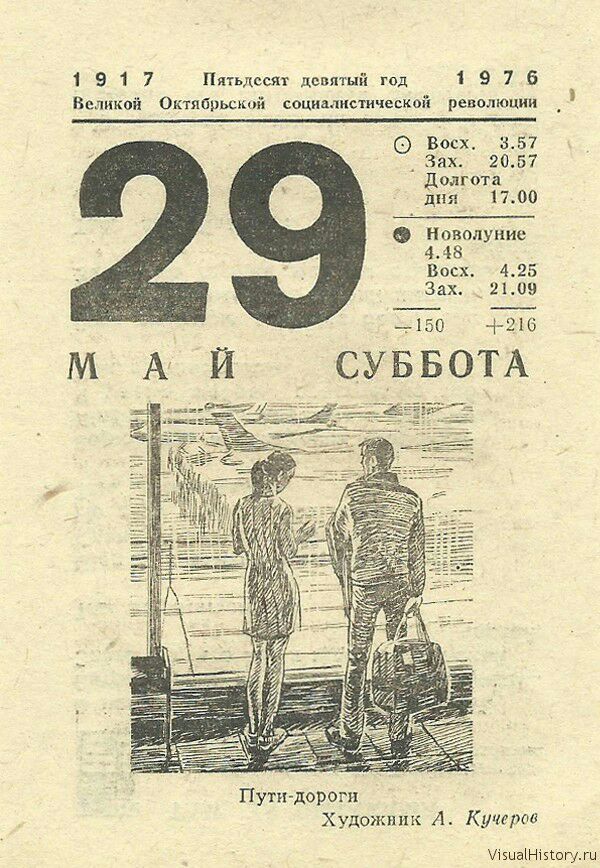 1917 Пятьдесят девятый год 1976
Великой Октябрьской социалистической революции
29
Восх. 3.57
Зах. 20.57
Долгота
дня 17.00
Новолуние
4.48
Восх. 4.25
Зах. 21.09
—150 +216
МАЙ СУББОТА
Пути-дороги
Художник А. Кучеров
VisualHistory.ru